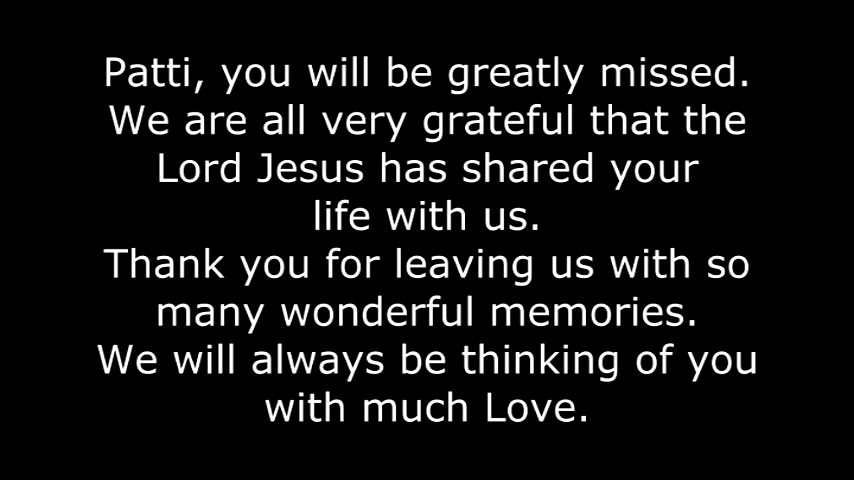 Patti, you will be greatly missed.
We are all very grateful that the
Lord Jesus has shared your
life with us.
Thank you for leaving us with so
many wonderful memories.
We will always be thinking of you
with much Love.